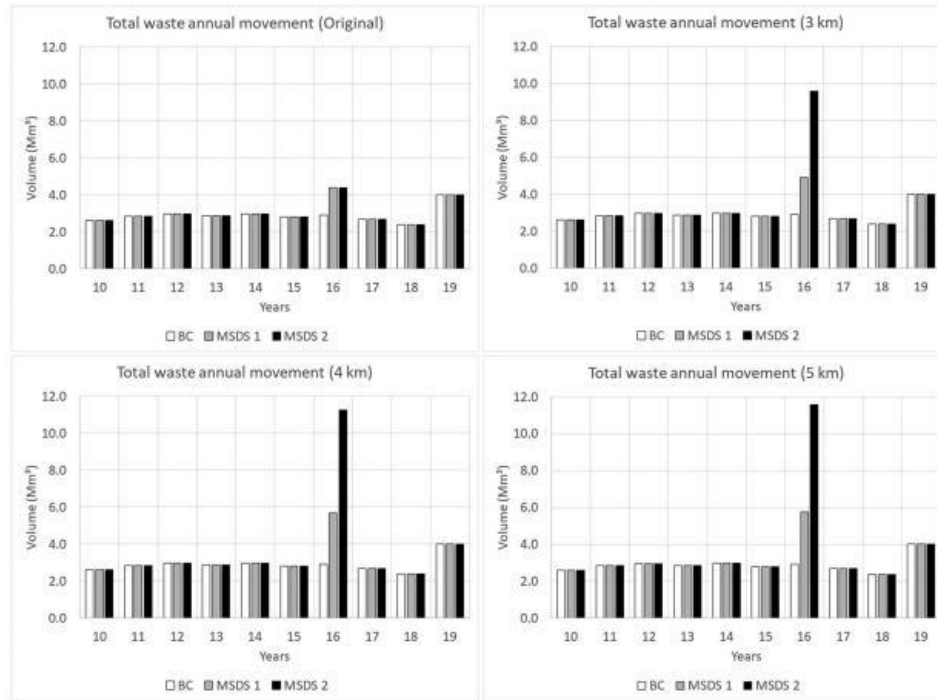 Total waste annual movement (Original)
12.0
10.0
8.0
6.0
4.0
2.0
0.0
Volume (Mm³)
10 11 12 13 14 15 16 17 18 19
Years
BC MSDS 1 MSDS 2
Total waste annual movement (3 km)
12.0
10.0
8.0
6.0
4.0
2.0
0.0
Volume (Mm³)
10 11 12 13 14 15 16 17 18 19
Years
BC MSDS 1 MSDS 2
Total waste annual movement (4 km)
12.0
10.0
8.0
6.0
4.0
2.0
0.0
Volume (Mm³)
10 11 12 13 14 15 16 17 18 19
Years
BC MSDS 1 MSDS 2
Total waste annual movement (5 km)
12.0
10.0
8.0
6.0
4.0
2.0
0.0
Volume (Mm³)
10 11 12 13 14 15 16 17 18 19
Years
BC MSDS 1 MSDS 2